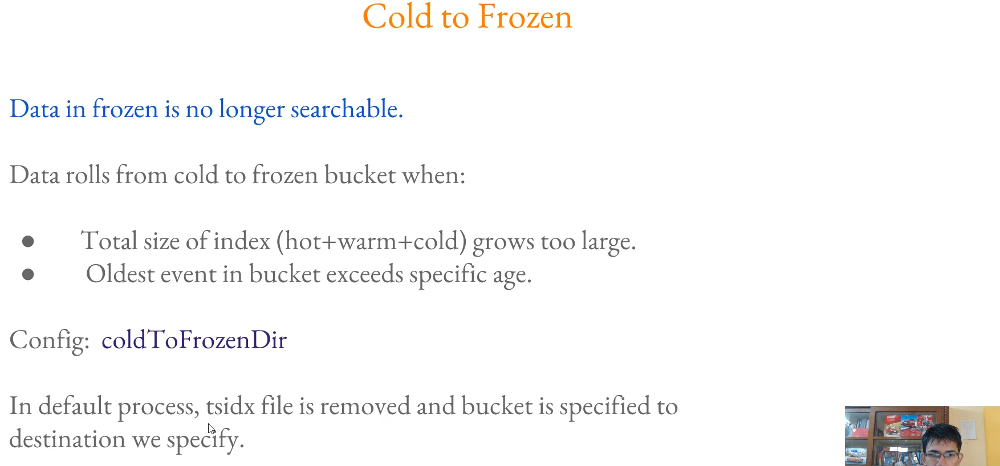 Cold to Frozen
Data in frozen is no longer searchable.
Data rolls from cold to frozen bucket when:
● Total size of index (hot+warm+cold) grows too large.
● Oldest event in bucket exceeds specific age.
Config: coldToFrozenDir
In default process, tsidx file is removed and bucket is specified to
destination we specify.